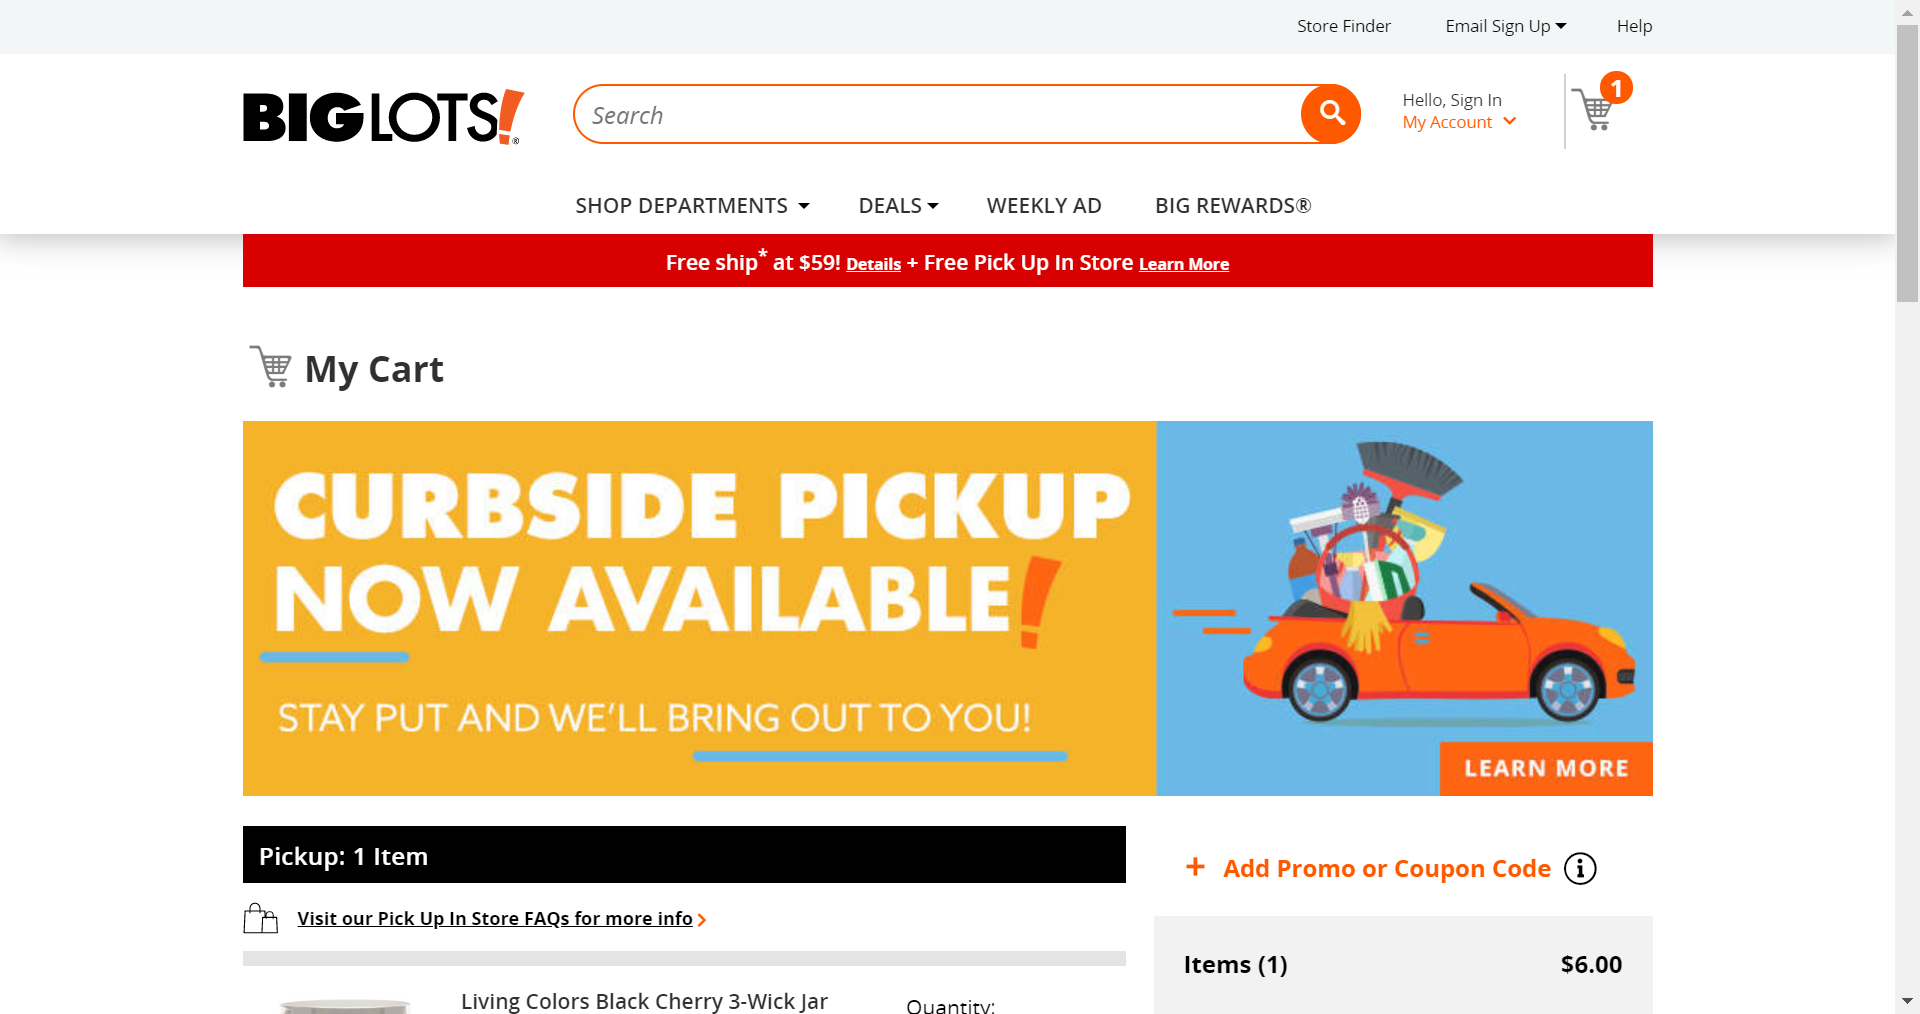 Store Finder
Email Sign Up
Help
BIGLOTS!®
Search
Hello, Sign In
My Account
1
SHOP DEPARTMENTS
DEALS
WEEKLY AD
BIG REWARDS®
Free ship* at $59! Details + Free Pick Up In Store Learn More
My Cart
CURBSIDE PICKUP
NOW AVAILABLE!
STAY PUT AND WE'LL BRING OUT TO YOU!
LEARN MORE
Pickup: 1 Item
Visit our Pick Up In Store FAQs for more info
+ Add Promo or Coupon Code
Items (1) $6.00
Living Colors Black Cherry 3-Wick Jar
Quantity: